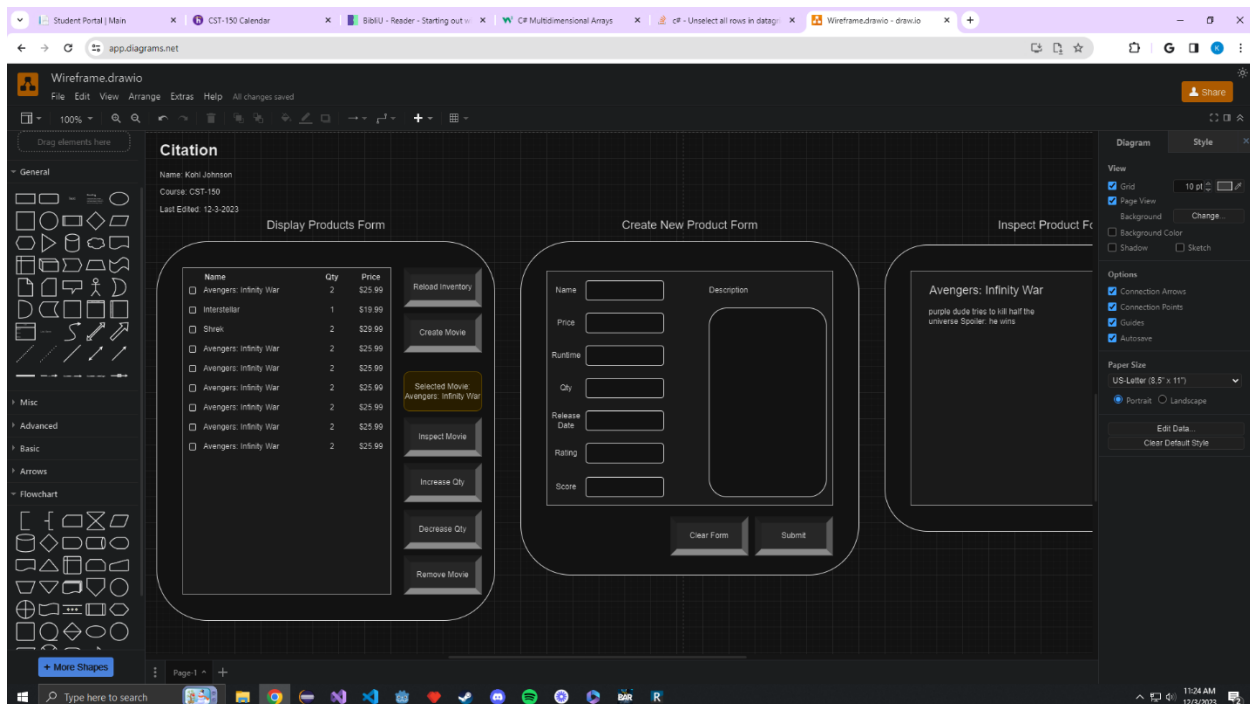 Student Portal | Main
CST-150 Calendar
BibliU - Reader - Starting out w
C# Multidimensional Arrays
c# - Unselect all rows in datagr
Wireframe.drawio - draw.io
app.diagrams.net
Wireframe.drawio
File Edit View Arrange Extras Help All changes saved
Share
100%
Drag elements here
General
Misc
Advanced
Basic
Arrows
Flowchart
+ More Shapes
Citation
Name: Kohl Johnson
Course: CST-150
Last Edited: 12-3-2023
Display Products Form
Name Qty Price
Avengers: Infinity War 2 $25.99
Interstellar 1 $19.99
Shrek 2 $29.99
Avengers: Infinity War 2 $25.99
Avengers: Infinity War 2 $25.99
Avengers: Infinity War 2 $25.99
Avengers: Infinity War 2 $25.99
Avengers: Infinity War 2 $25.99
Avengers: Infinity War 2 $25.99
Reload Inventory
Create Movie
Selected Movie:
Avengers: Infinity War
Inspect Movie
Increase Qty
Decrease Qty
Remove Movie
Create New Product Form
Name
Price
Runtime
Qty
Release
Date
Rating
Score
Description
Clear Form
Submit
Inspect Product Fo
Avengers: Infinity War
purple dude tries to kill half the
universe Spoiler: he wins
Diagram Style
View
Grid 10 pt
Page View
Background Change...
Background Color
Shadow Sketch
Options
Connection Arrows
Connection Points
Guides
Autosave
Paper Size
US-Letter (8,5" x 11")
Portrait Landscape
Edit Data...
Clear Default Style
Page-1
Type here to search
BAR
R
11:24 AM
12/3/2023